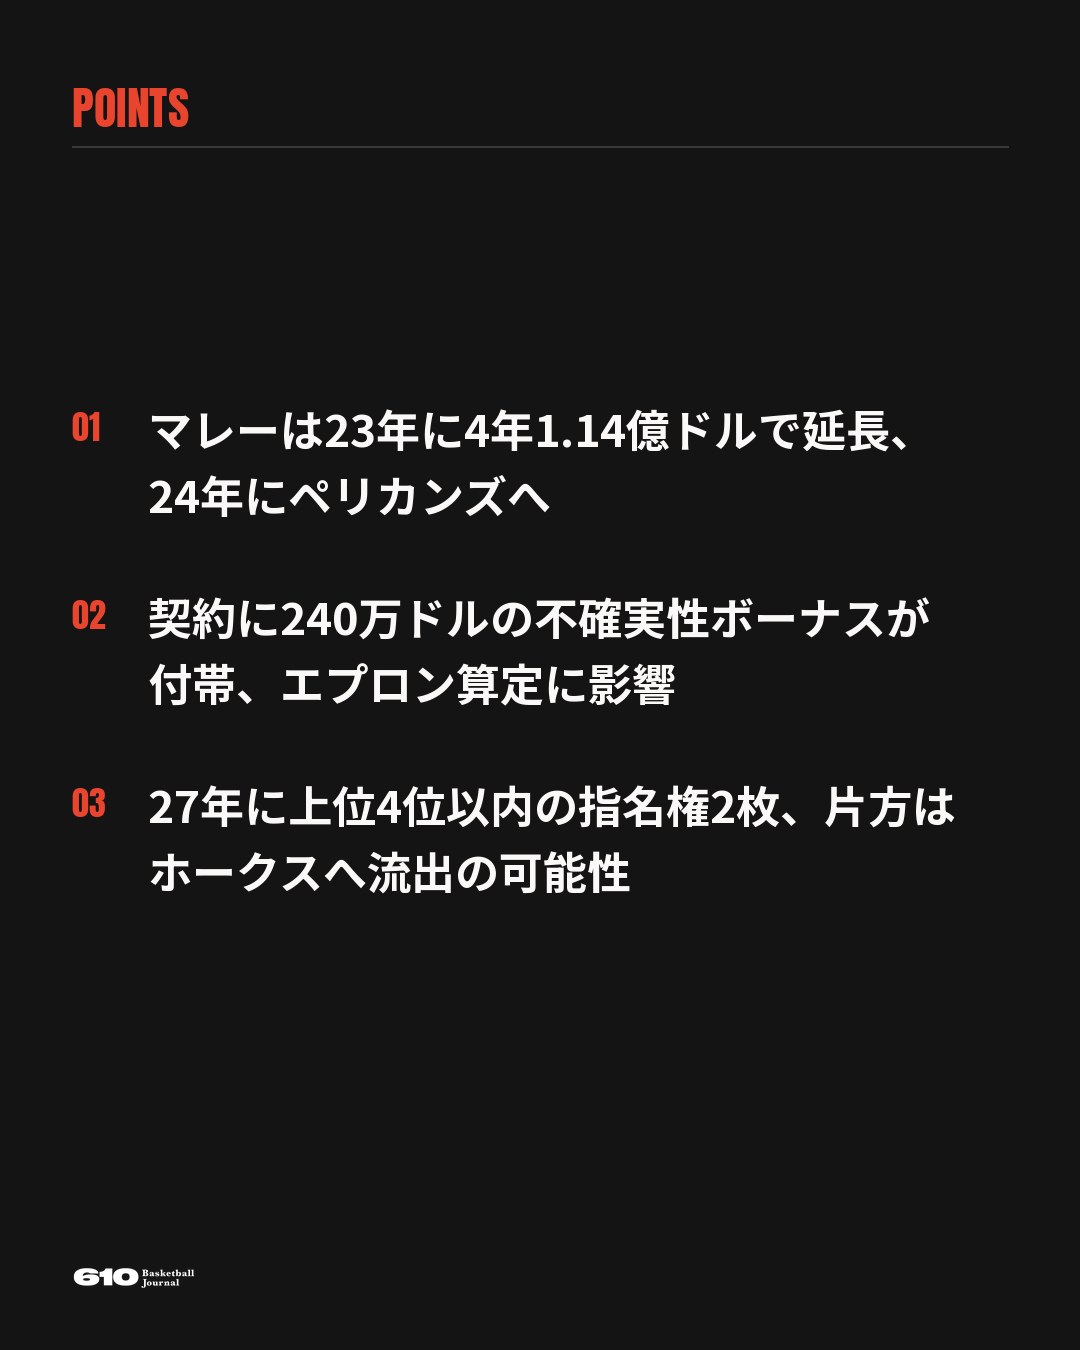 POINTS
01
マレーは23年に4年1.14億ドルで延長、
24年にペリカンズへ
02
契約に240万ドルの不確実性ボーナスが
付帯、エプロン算定に影響
03
27年に上位4位以内の指名権2枚、片方は
ホークスへ流出の可能性
610 Basketball
Journal